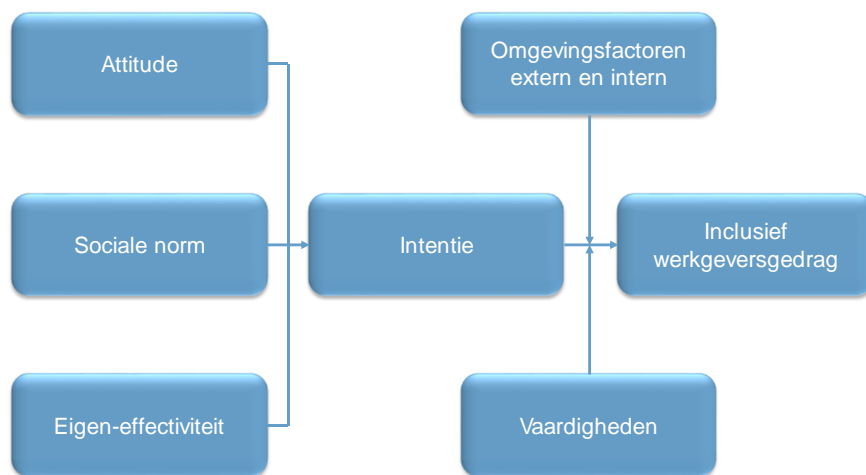 Attitude
Omgevingsfactoren
extern en intern
Sociale norm
Intentie
Inclusief
werkgeversgedrag
Eigen-effectiviteit
Vaardigheden